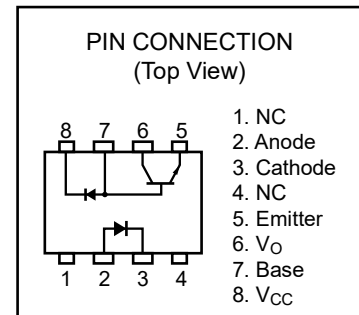 PIN CONNECTION
(Top View)
8 7 6 5
1 2 3 4
1. NC
2. Anode
3. Cathode
4. NC
5. Emitter
6. VO
7. Base
8. VCC